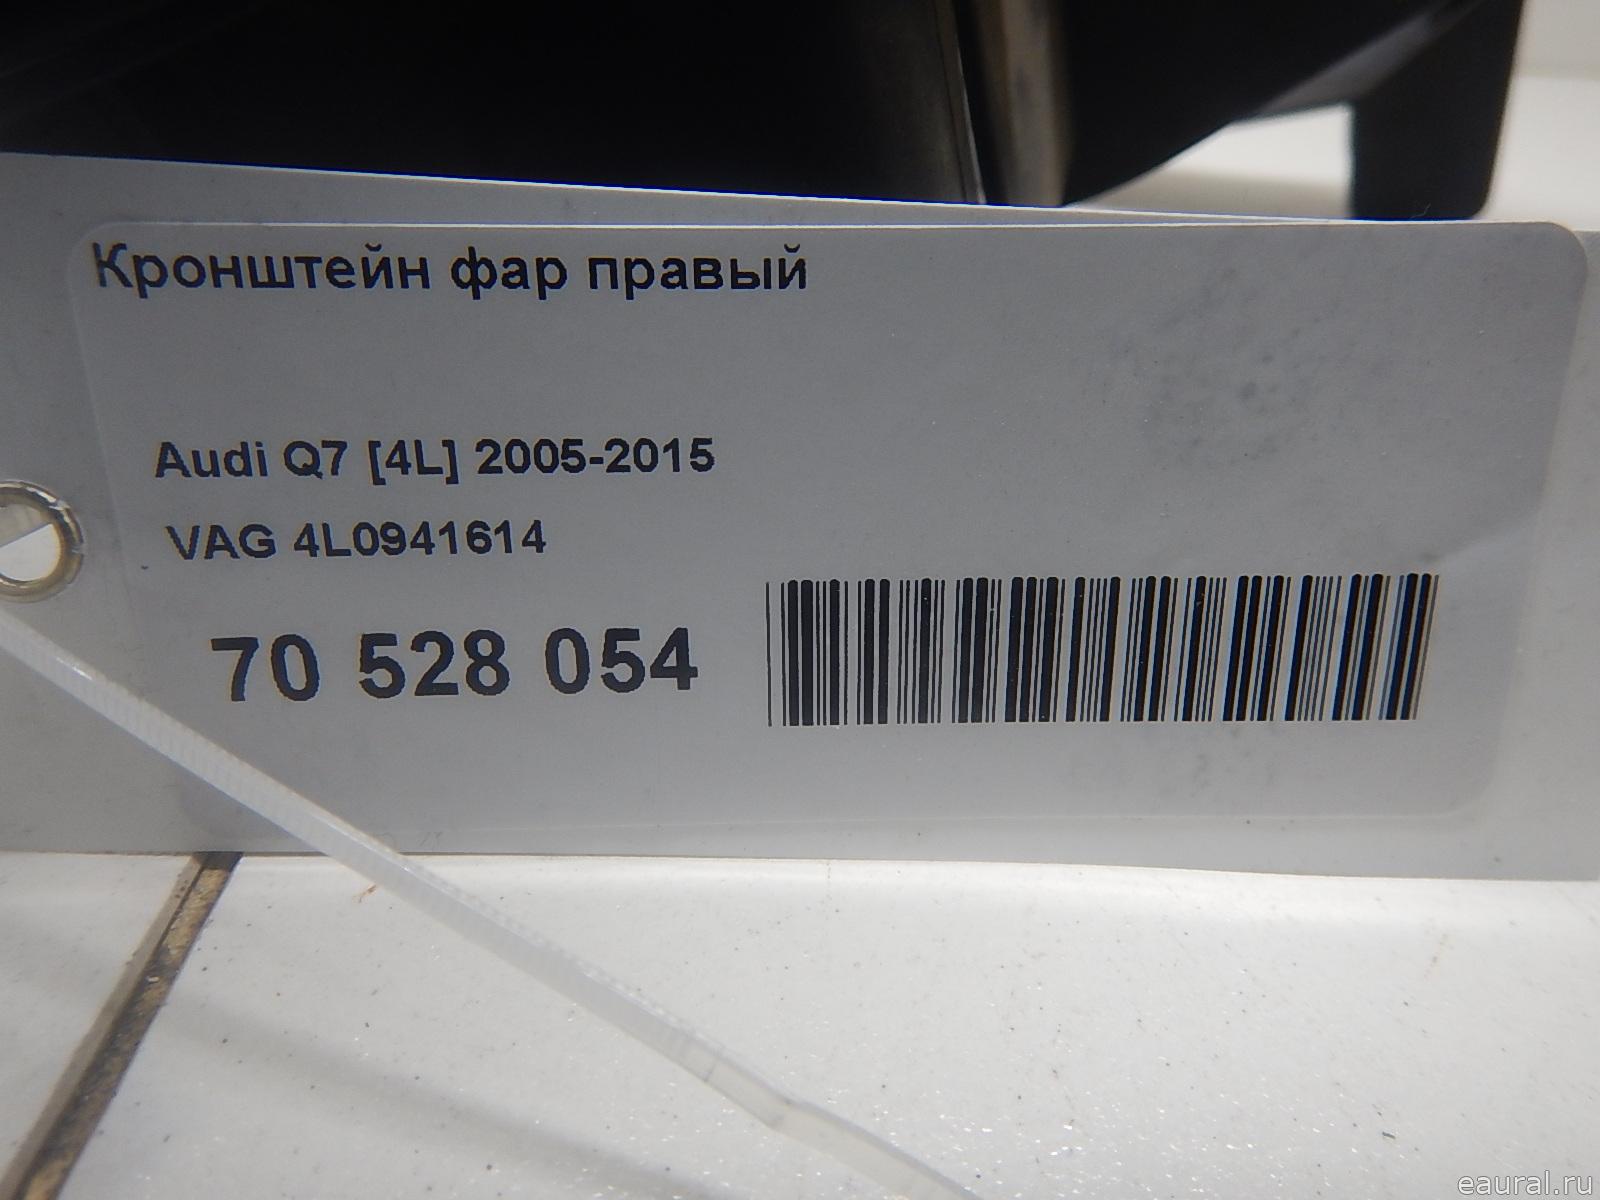 Кронштейн фар правый
Audi Q7 [4L] 2005-2015
VAG 4L0941614
70 528 054
eaural.ru